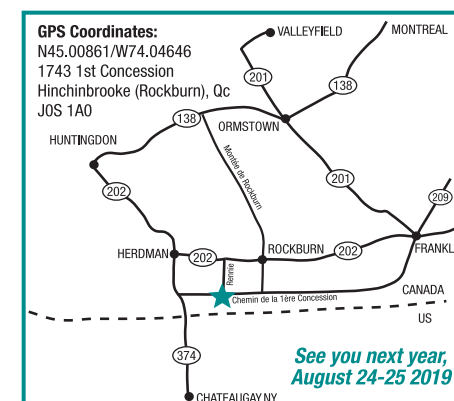 GPS Coordinates:
N45.00861/W74.04646
1743 1st Concession
Hinchinbrooke (Rockburn), Qc
J0S 1A0
VALLEYFIELD
MONTREAL
201
138
138
ORMSTOWN
HUNTINGDON
Montée de Rockburn
201
202
209
HERDMAN
202
Rennie
ROCKBURN
202
FRANKL
Chemin de la 1ère Concession
CANADA
US
374
See you next year,
August 24-25 2019
CHATEAUGAY NY